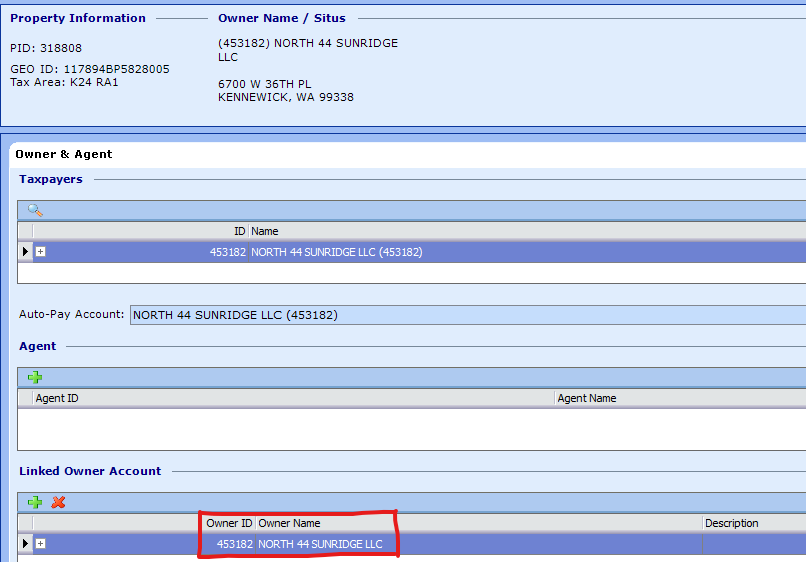 Property Information
Owner Name / Situs
PID: 318808
GEO ID: 117894BP5828005
Tax Area: K24 RA1
(453182) NORTH 44 SUNRIDGE
LLC
6700 W 36TH PL
KENNEWICK, WA 99338
Owner & Agent
Taxpayers
ID Name
453182 NORTH 44 SUNRIDGE LLC (453182)
Auto-Pay Account: NORTH 44 SUNRIDGE LLC (453182)
Agent
Agent ID Agent Name
Linked Owner Account
Owner ID Owner Name Description
453182 NORTH 44 SUNRIDGE LLC